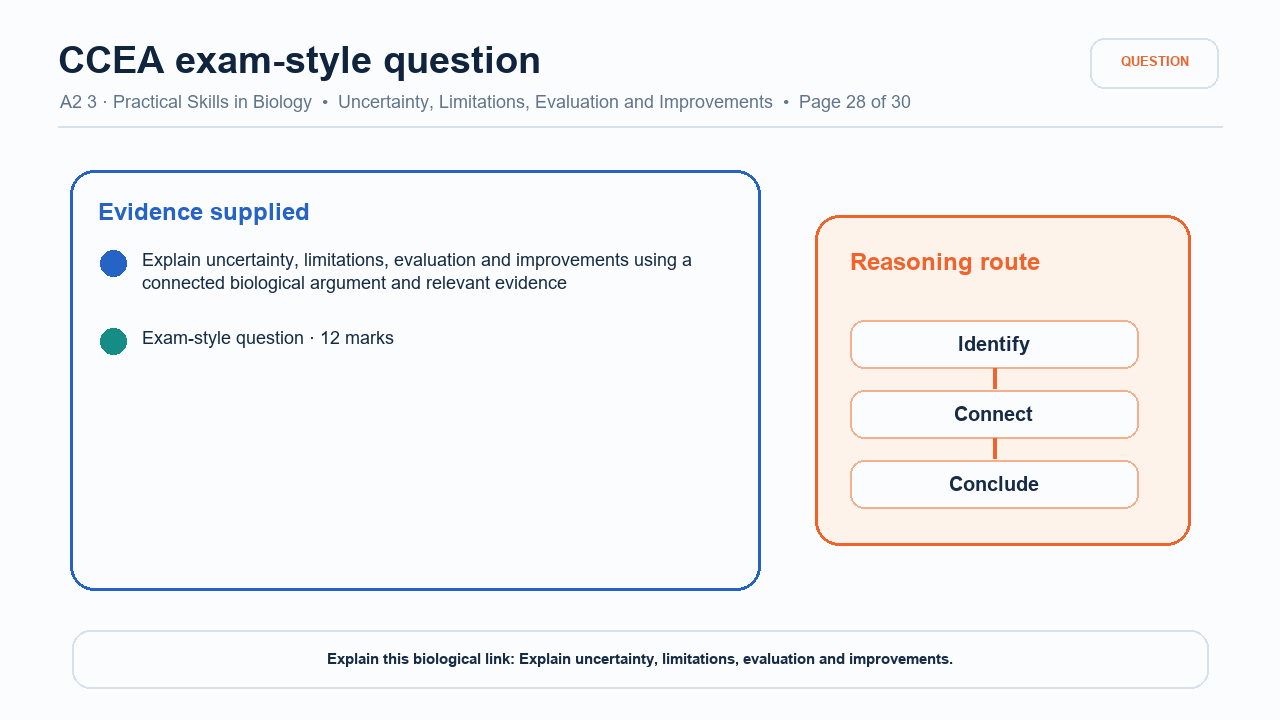 CCEA exam-style question
QUESTION
A2 3 · Practical Skills in Biology • Uncertainty, Limitations, Evaluation and Improvements • Page 28 of 30
Evidence supplied
Explain uncertainty, limitations, evaluation and improvements using a
connected biological argument and relevant evidence
Exam-style question · 12 marks
Reasoning route
Identify
Connect
Conclude
Explain this biological link: Explain uncertainty, limitations, evaluation and improvements.